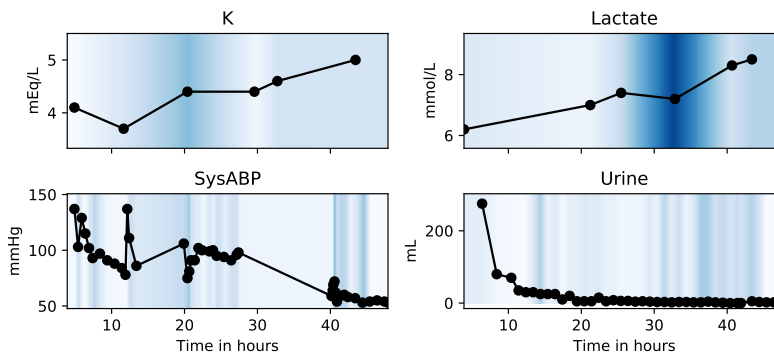 K
Lactate
mEq/L
5
4
mmol/L
8
6
SysABP
Urine
mmHg
150
100
50
mL
200
0
10 20 30 40
10 20 30 40
Time in hours
Time in hours